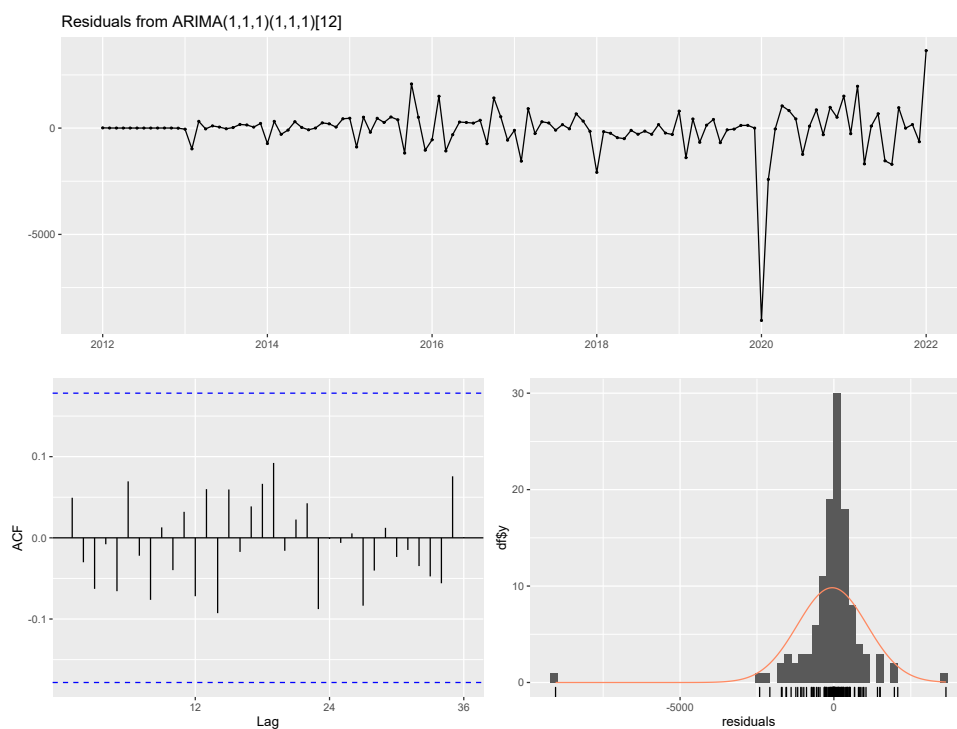 Residuals from ARIMA(1,1,1)(1,1,1)[12]
0
-5000
2012 2014 2016 2018 2020 2022
0.1
0.0
-0.1
ACF
12 24 36
Lag
30
20
10
0
df$y
-5000 0
residuals